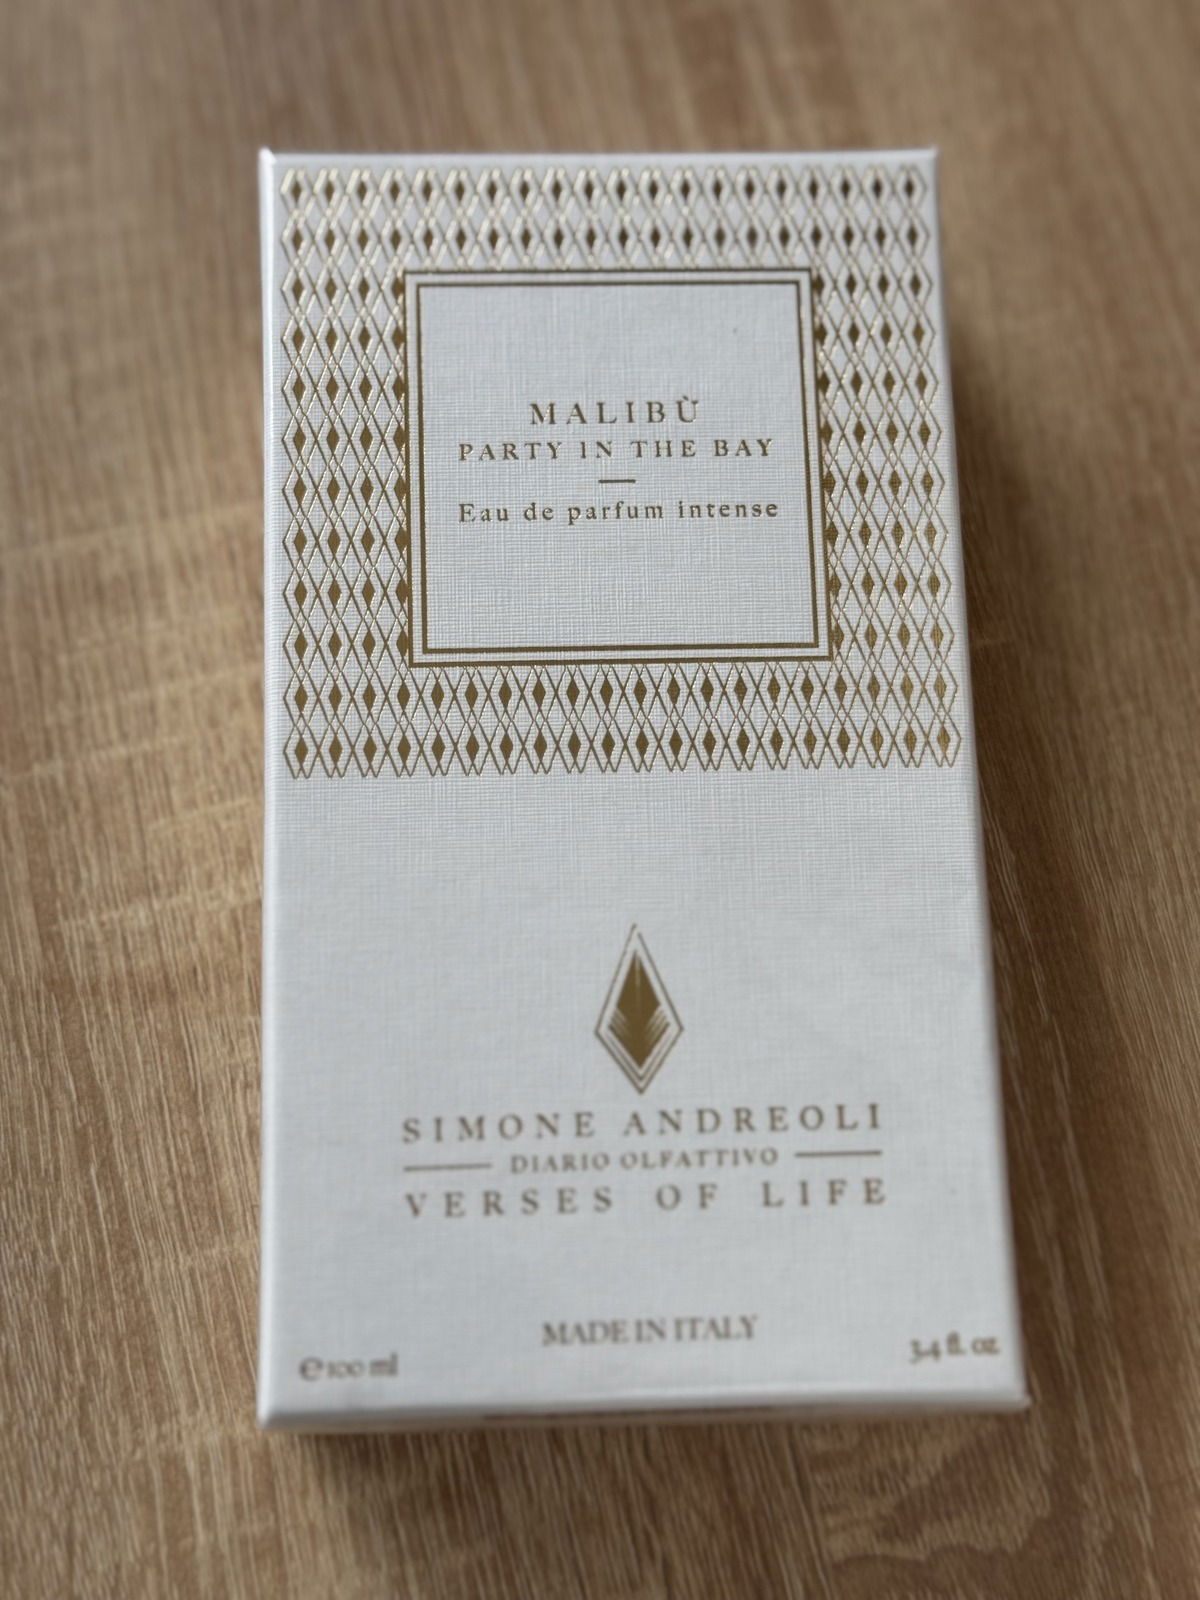 MALIBÙ
PARTY IN THE BAY
Eau de parfum intense
SIMONE ANDREOLI
DIARIO OLFATTIVO
VERSES OF LIFE
MADE IN ITALY
℮100 ml
3.4 fl. oz